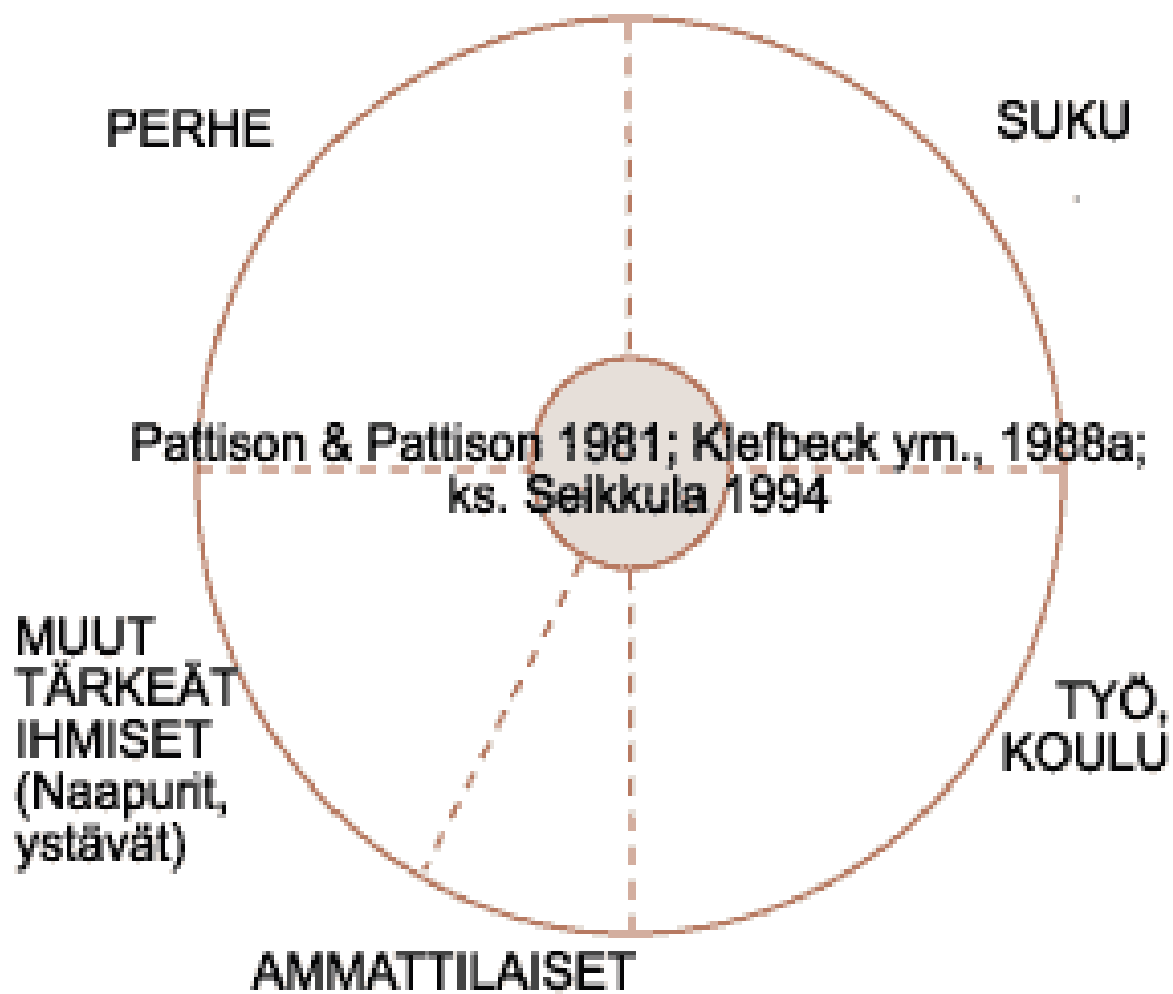 PERHE
SUKU
Pattison & Pattison 1981; Klefbeck ym., 1988a;
ks. Seikkula 1994
MUUT
TÄRKEÄT
IHMISET
(Naapurit,
ystävät)
TYÖ,
KOULU
AMMATTILAISET